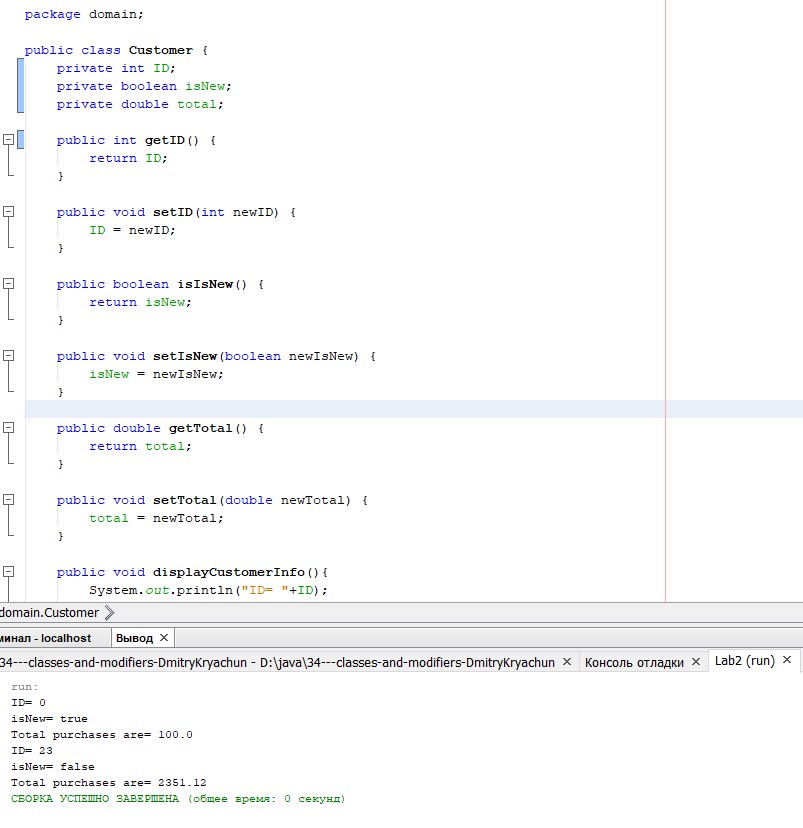 package domain;
public class Customer {
    private int ID;
    private boolean isNew;
    private double total;
    public int getID() {
        return ID;
    }
    public void setID(int newID) {
        ID = newID;
    }
    public boolean isIsNew() {
        return isNew;
    }
    public void setIsNew(boolean newIsNew) {
        isNew = newIsNew;
    }
    public double getTotal() {
        return total;
    }
    public void setTotal(double newTotal) {
        total = newTotal;
    }
    public void displayCustomerInfo(){
        System.out.println("ID= "+ID);
domain.Customer
минал - localhost Вывод ×
34---classes-and-modifiers-DmitryKryachun - D:\java\34---classes-and-modifiers-DmitryKryachun × Консоль отладки × Lab2 (run) ×
run:
ID= 0
isNew= true
Total purchases are= 100.0
ID= 23
isNew= false
Total purchases are= 2351.12
СБОРКА УСПЕШНО ЗАВЕРШЕНА (общее время: 0 секунд)